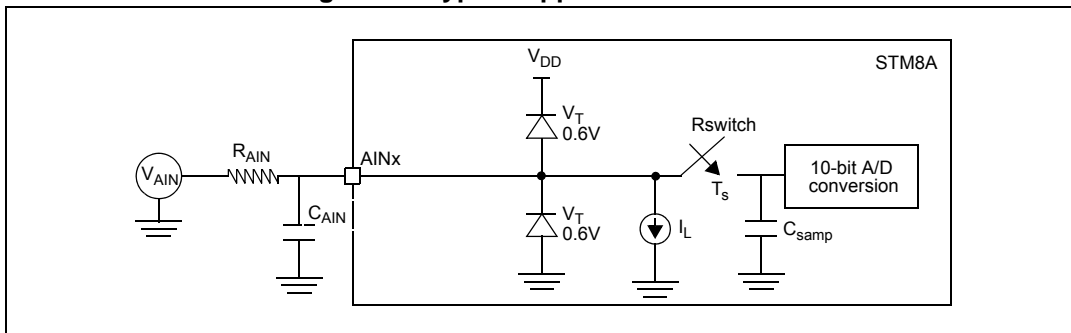 V_DD
STM8A
V_T
0.6V
Rswitch
R_AIN
AINx
10-bit A/D
conversion
V_AIN
T_s
C_AIN
V_T
0.6V
I_L
C_samp